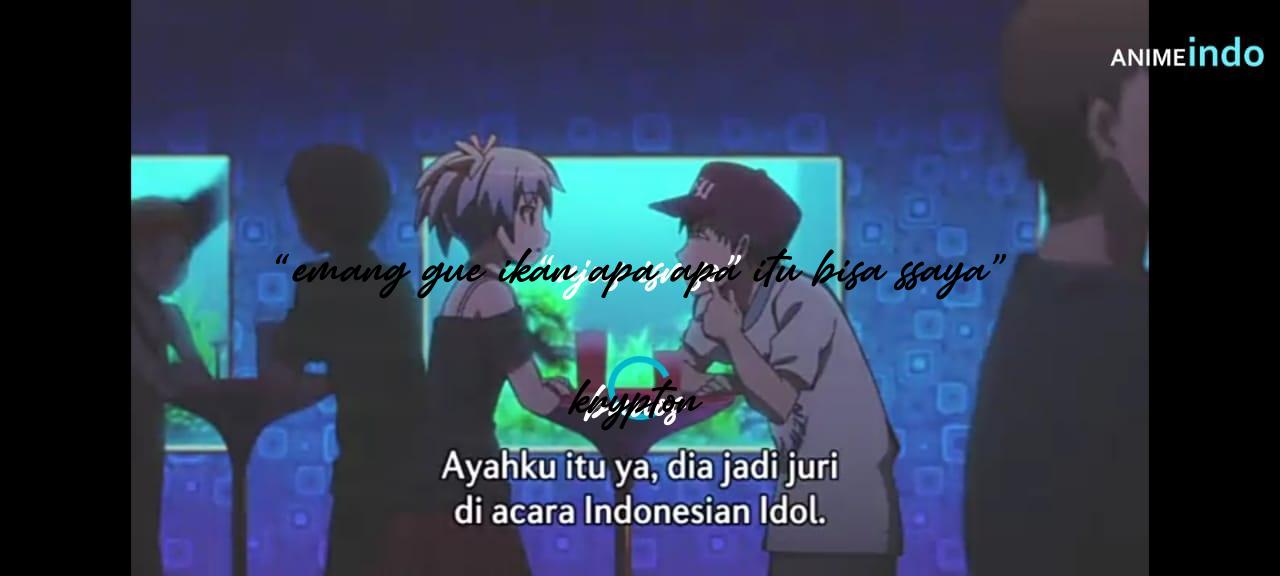 ANIMEindo
“emang gue ikan apa apa” itu bisa ssaya”
krypton
Ayahku itu ya, dia jadi juri
di acara Indonesian Idol.